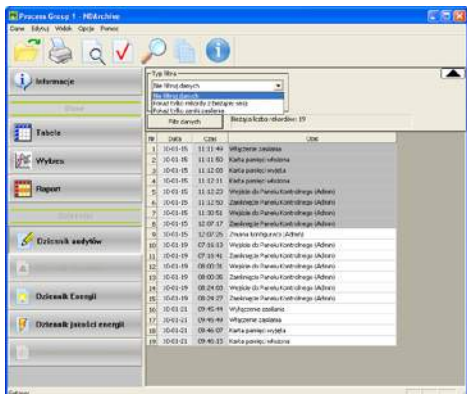 Process Group 1 - NDArchive
Dane Edytuj Widok Opcje Pomoc
Informacje
Typ filtra
Nie filtruj danych
Nie filtruj danych
Pokaż tylko rekordy z bieżącej sesji
Pokaż tylko zaniki zasilania
Filtr danych
Bieżąca liczba rekordów: 19
Tabela
Wykres
Raport
Dziennik audytów
Dziennik Energii
Dziennik jakości energii
Nr Data Czas Opis
1 10-01-15 11:11:44 Włączenie zasilania
2 10-01-15 11:11:50 Karta pamięci włożona
3 10-01-15 11:12:03 Karta pamięci wyjęta
4 10-01-15 11:12:11 Karta pamięci włożona
5 10-01-15 11:12:23 Wejście do Panelu Kontrolnego (Admin)
6 10-01-15 11:12:50 Zamknięcie Panelu Kontrolnego (Admin)
7 10-01-15 11:30:51 Wejście do Panelu Kontrolnego (Admin)
8 10-01-15 12:07:17 Zamknięcie Panelu Kontrolnego (Admin)
9 10-01-15 12:07:25 Zmiana konfiguracji (Admin)
10 10-01-19 07:16:13 Wejście do Panelu Kontrolnego (Admin)
11 10-01-19 07:16:41 Zamknięcie Panelu Kontrolnego (Admin)
12 10-01-19 08:00:31 Wejście do Panelu Kontrolnego (Admin)
13 10-01-19 08:00:36 Zamknięcie Panelu Kontrolnego (Admin)
14 10-01-19 08:24:03 Wejście do Panelu Kontrolnego (Admin)
15 10-01-19 08:24:27 Zamknięcie Panelu Kontrolnego (Admin)
16 10-01-21 09:45:44 Wyłączenie zasilania
17 10-01-21 09:45:49 Włączenie zasilania
18 10-01-21 09:46:07 Karta pamięci wyjęta
19 10-01-21 09:46:15 Karta pamięci włożona